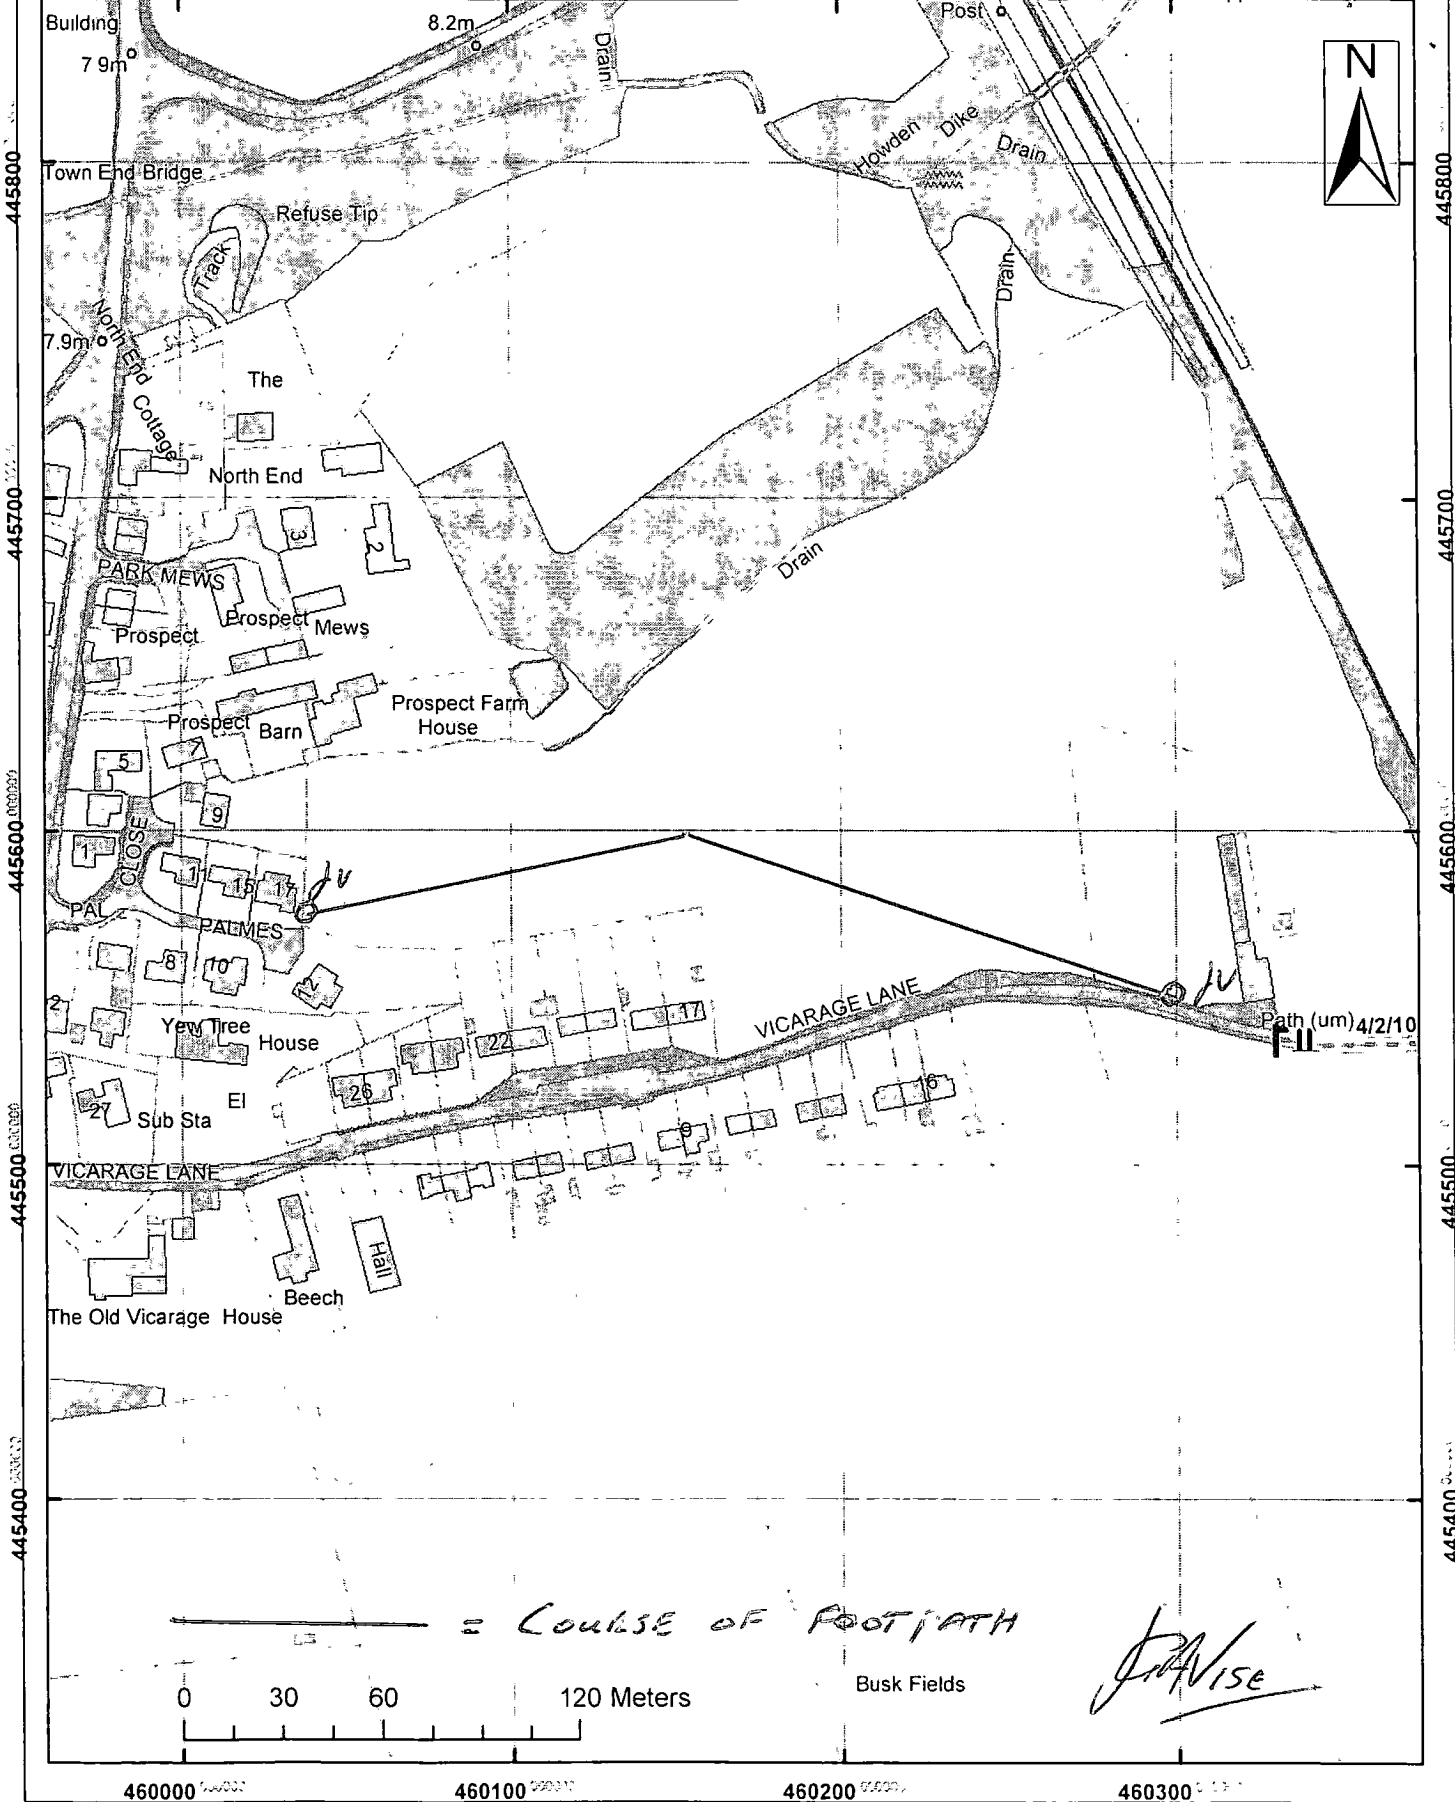 Building
7 9m
8.2m
Drain
Post
N
Howden Dike
Drain
445800
445800
Town End Bridge
Refuse Tip
Track
Drain
7.9m
North End Cottage
The
North End
445700
445700
3
2
PARK MEWS
Drain
Prospect
Prospect Mews
Prospect Farm
House
Prospect Barn
5
7
9
445600
445600
CLOSE
1
11
15
17
JV
PAL
PALMES
8
10
12
JV
2
17
VICARAGE LANE
Path (um) 4/2/10
Yew Tree
House
22
26
16
El
27
Sub Sta
9
445500
VICARAGE LANE
445500
Hall
Beech
The Old Vicarage House
445400
445400
= COURSE OF FOOTPATH
Busk Fields
0 30 60 120 Meters
460000
460100
460200
460300